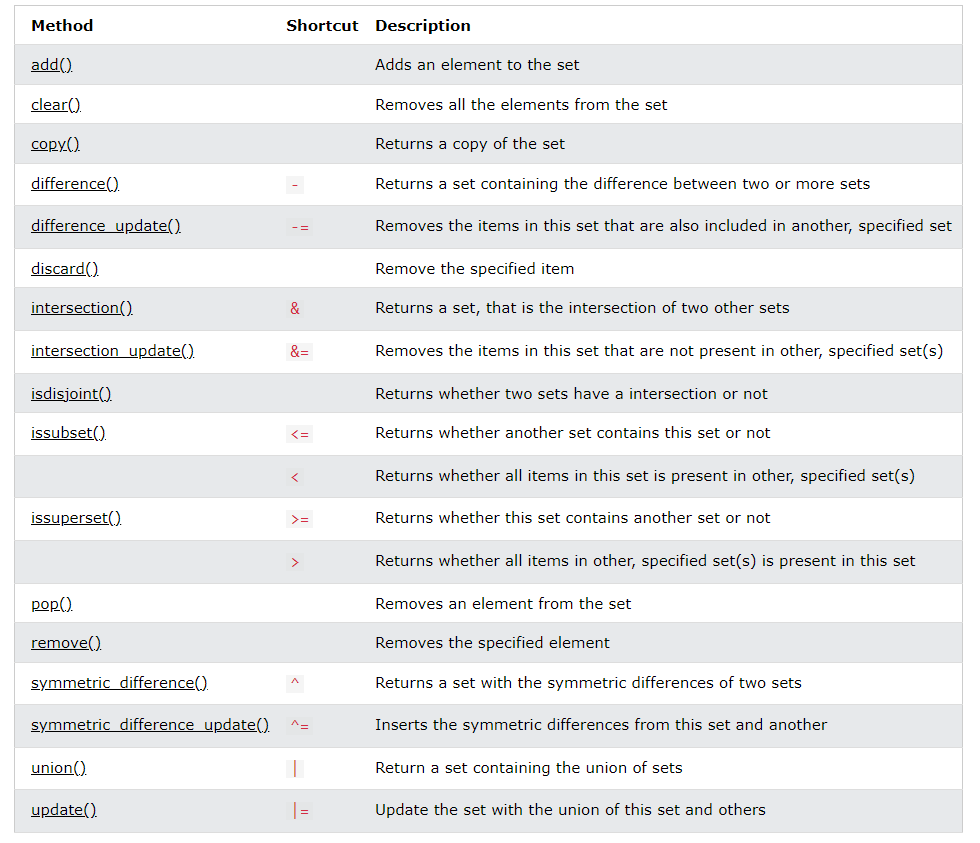 Method Shortcut Description
add() Adds an element to the set
clear() Removes all the elements from the set
copy() Returns a copy of the set
difference() - Returns a set containing the difference between two or more sets
difference_update() -= Removes the items in this set that are also included in another, specified set
discard() Remove the specified item
intersection() & Returns a set, that is the intersection of two other sets
intersection_update() &= Removes the items in this set that are not present in other, specified set(s)
isdisjoint() Returns whether two sets have a intersection or not
issubset() <= Returns whether another set contains this set or not
< Returns whether all items in this set is present in other, specified set(s)
issuperset() >= Returns whether this set contains another set or not
> Returns whether all items in other, specified set(s) is present in this set
pop() Removes an element from the set
remove() Removes the specified element
symmetric_difference() ^ Returns a set with the symmetric differences of two sets
symmetric_difference_update() ^= Inserts the symmetric differences from this set and another
union() | Return a set containing the union of sets
update() |= Update the set with the union of this set and others